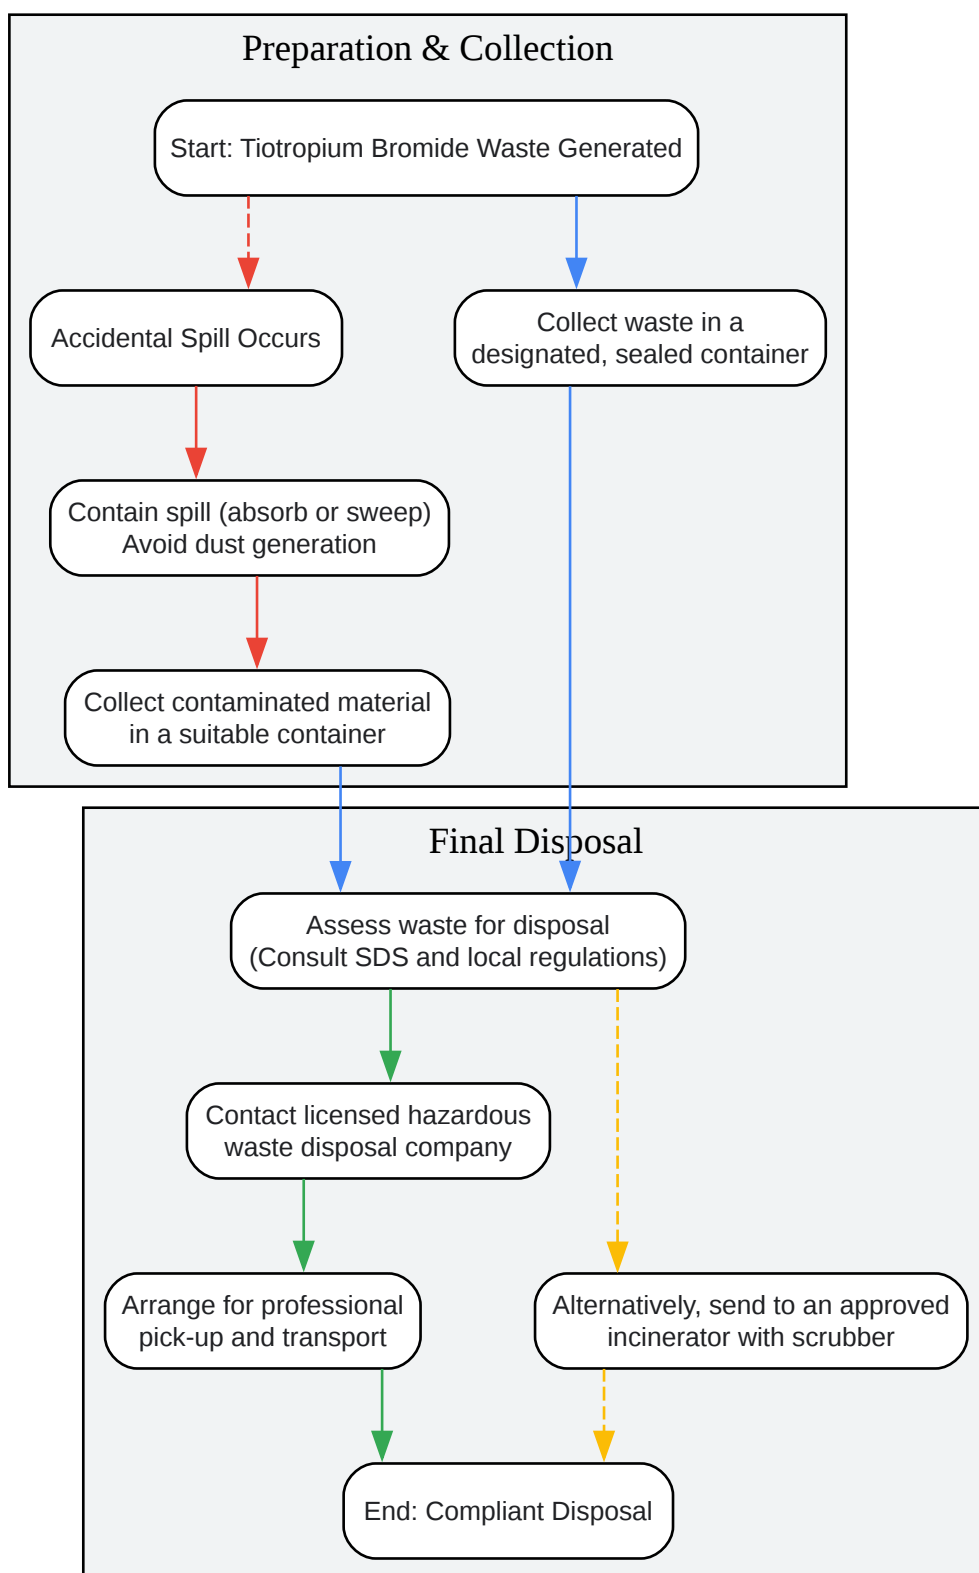 Preparation & Collection
Start: Tiotropium Bromide Waste Generated
Accidental Spill Occurs
Collect waste in a
designated, sealed container
Contain spill (absorb or sweep)
Avoid dust generation
Collect contaminated material
in a suitable container
Final Disposal
Assess waste for disposal
(Consult SDS and local regulations)
Contact licensed hazardous
waste disposal company
Arrange for professional
pick-up and transport
Alternatively, send to an approved
incinerator with scrubber
End: Compliant Disposal